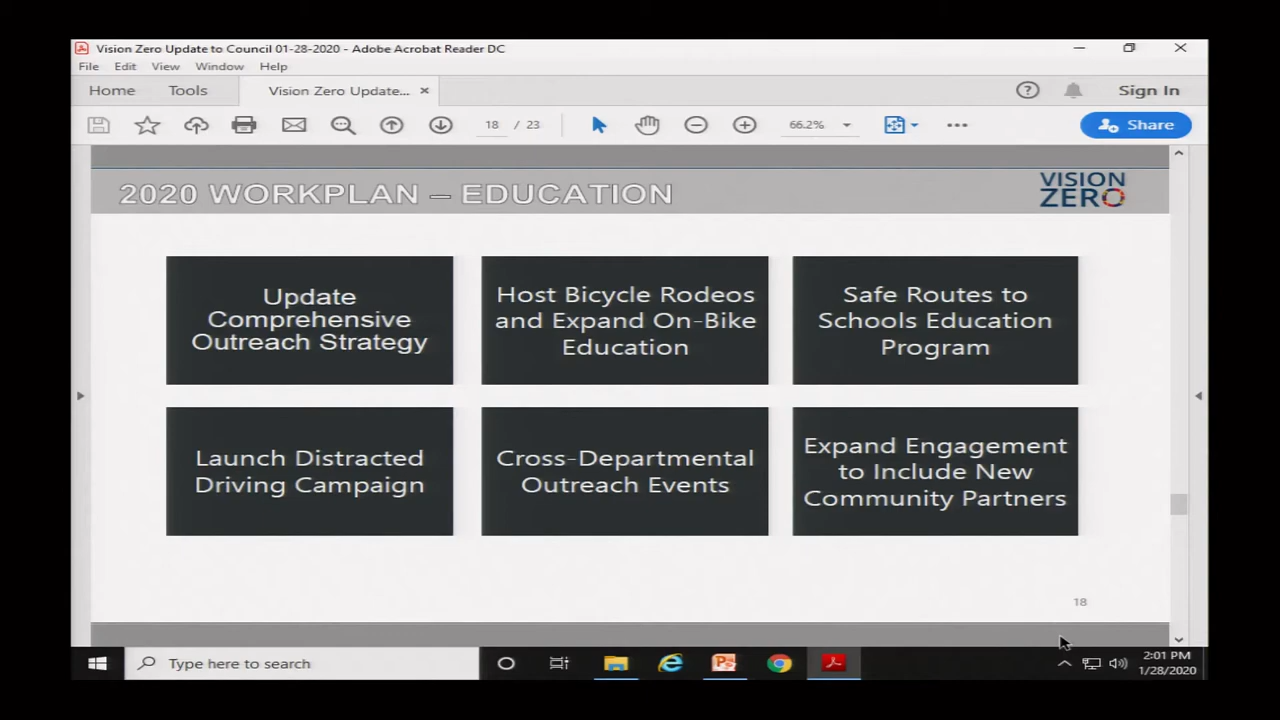 Vision Zero Update to Council 01-28-2020 - Adobe Acrobat Reader DC
File Edit View Window Help
Home Tools Vision Zero Update... Sign In
18 / 23 66.2% Share
2020 WORKPLAN – EDUCATION
VISION
ZERO
Update
Comprehensive
Outreach Strategy
Host Bicycle Rodeos
and Expand On-Bike
Education
Safe Routes to
Schools Education
Program
Launch Distracted
Driving Campaign
Cross-Departmental
Outreach Events
Expand Engagement
to Include New
Community Partners
18
Type here to search
2:01 PM
1/28/2020